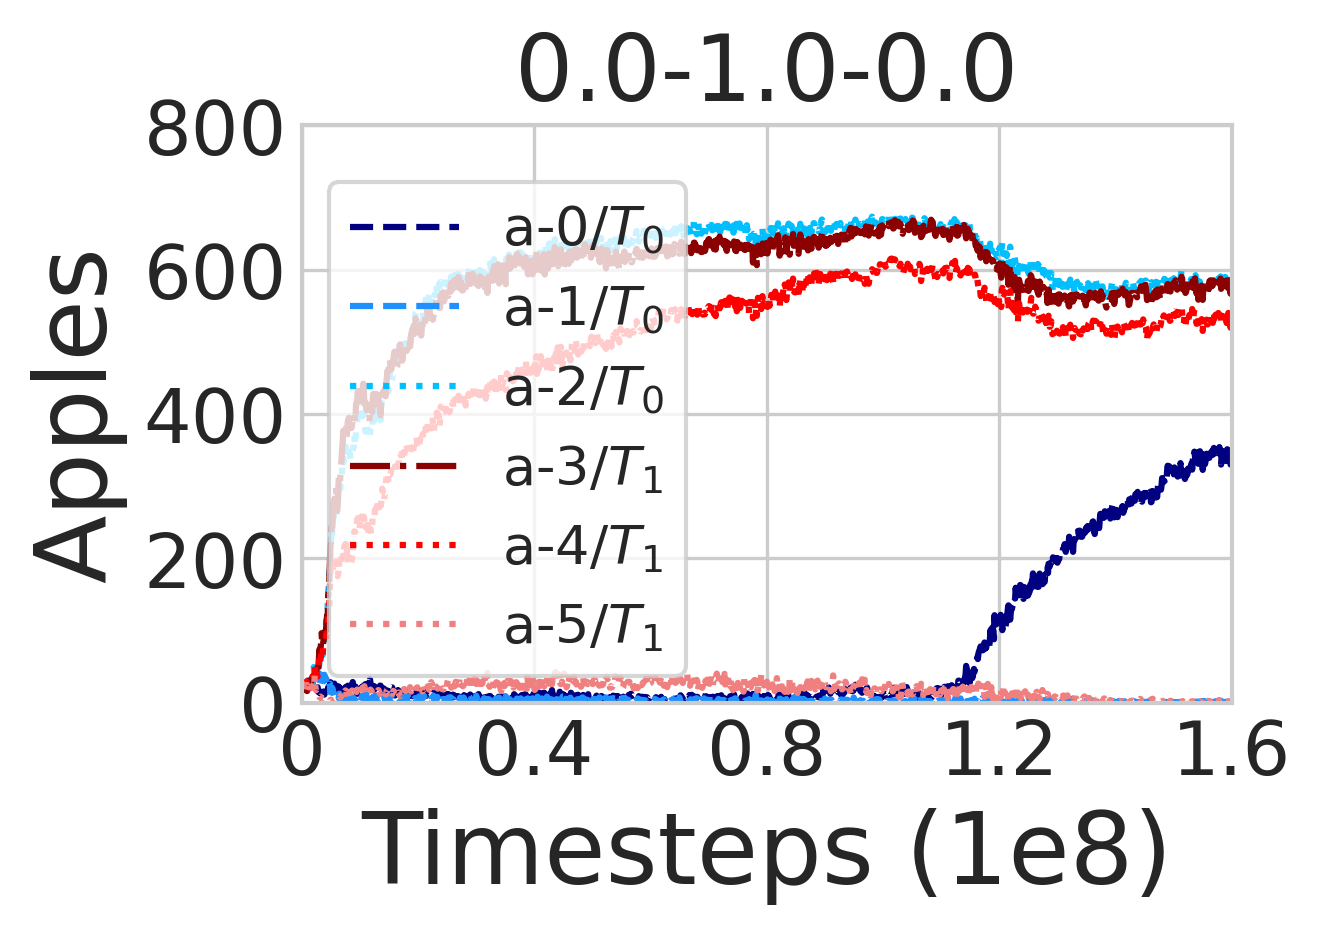 0.0-1.0-0.0
800
600
400
200
0
Apples
a-0/T₀
a-1/T₀
a-2/T₀
a-3/T₁
a-4/T₁
a-5/T₁
0 0.4 0.8 1.2 1.6
Timesteps (1e8)